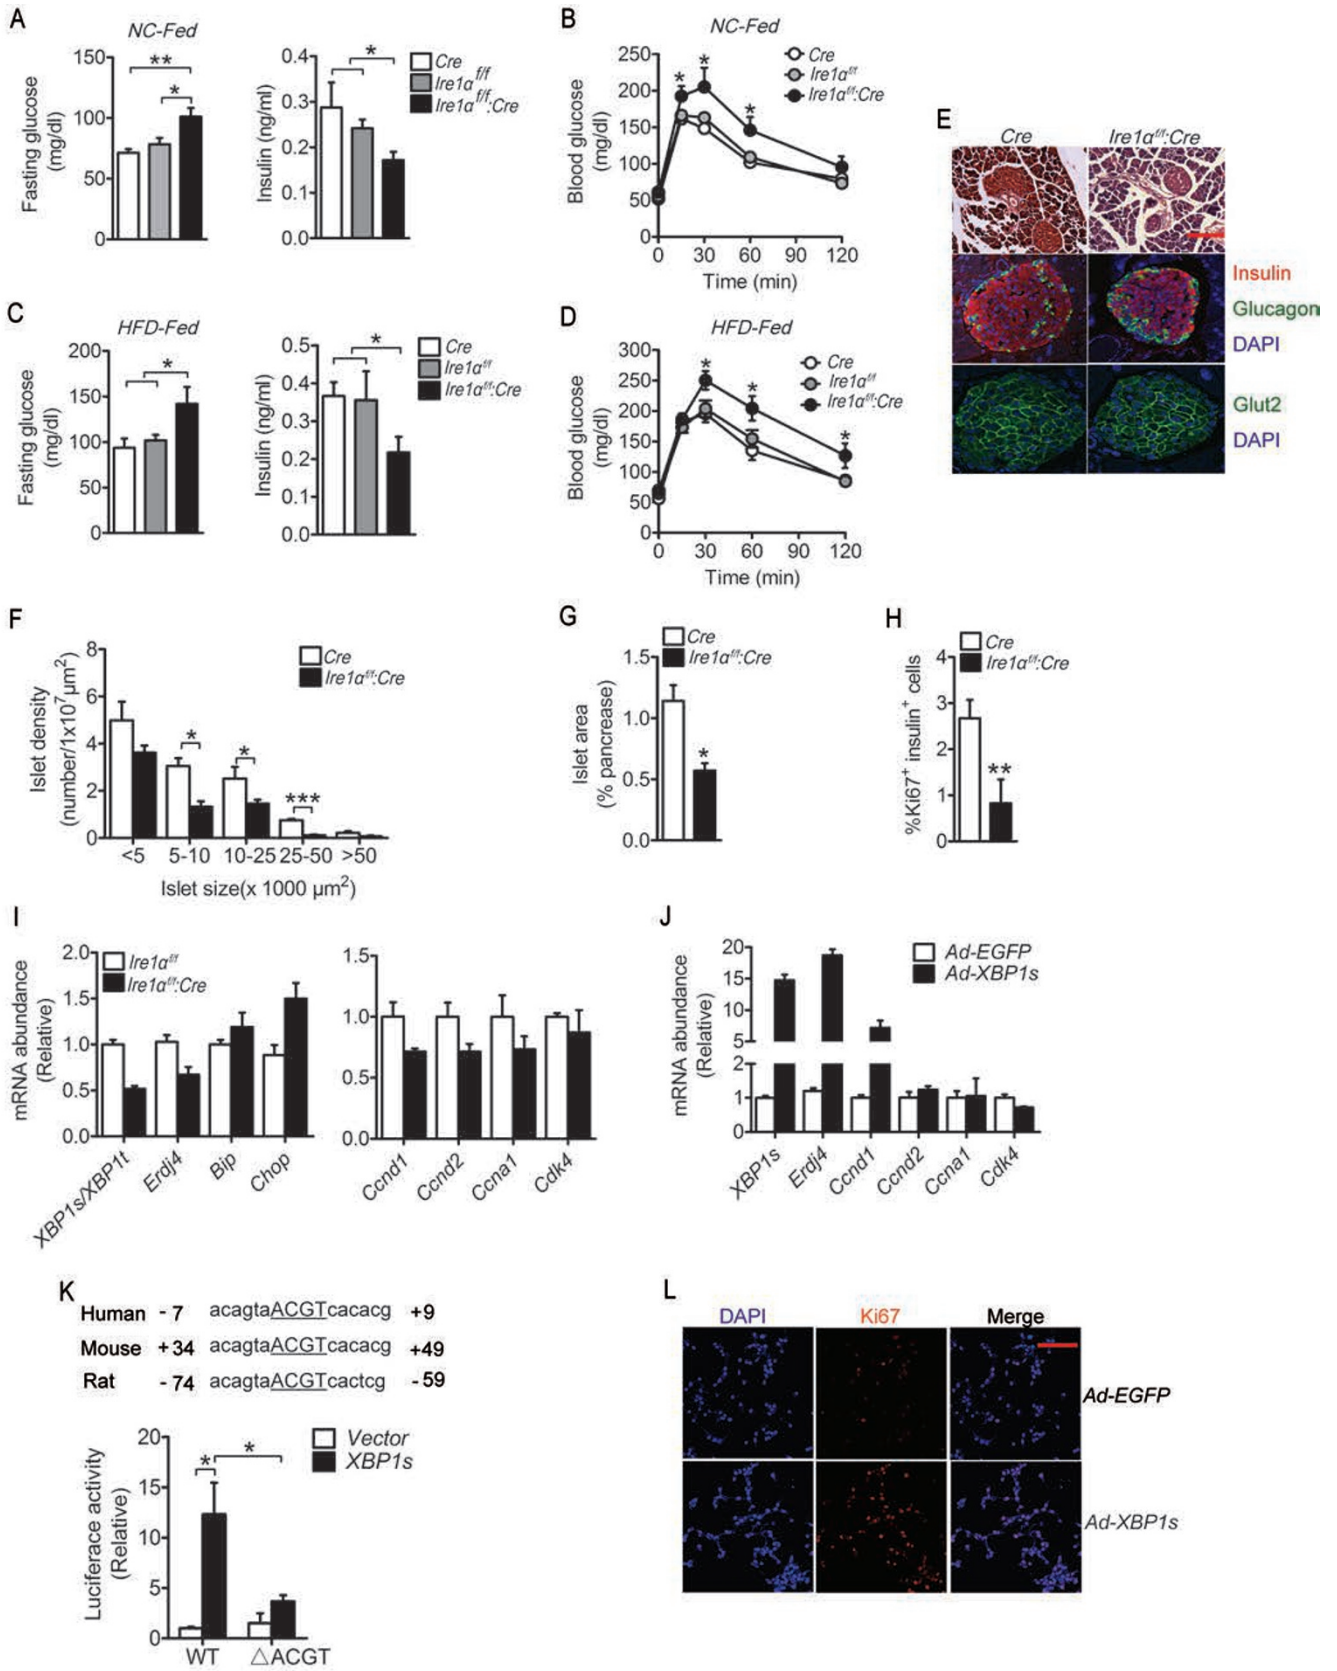 A
NC-Fed
Fasting glucose
(mg/dl)
150
100
50
0
**
*
Insulin (ng/ml)
0.4
0.3
0.2
0.1
0.0
*
Cre
Ire1α f/f
Ire1α f/f:Cre
B
NC-Fed
Blood glucose
(mg/dl)
250
200
150
100
50
0
* * *
Cre
Ire1αf/f
Ire1αf/f:Cre
0 30 60 90 120
Time (min)
C
HFD-Fed
Fasting glucose
(mg/dl)
200
150
100
50
0
*
Insulin (ng/ml)
0.5
0.4
0.3
0.2
0.1
0.0
*
Cre
Ire1αf/f
Ire1αf/f:Cre
D
HFD-Fed
Blood glucose
(mg/dl)
300
250
200
150
100
50
0
* * *
Cre
Ire1αf/f
Ire1αf/f:Cre
0 30 60 90 120
Time (min)
E
Cre Ire1αf/f:Cre
Insulin
Glucagon
DAPI
Glut2
DAPI
F
Islet density
(number/1x10⁷μm²)
8
6
4
2
0
* * ***
Cre
Ire1αf/f:Cre
<5 5-10 10-25 25-50 >50
Islet size(x 1000 μm²)
G
Cre
Ire1αf/f:Cre
Islet area
(% pancrease)
1.5
1.0
0.5
0.0
*
H
Cre
Ire1αf/f:Cre
%Ki67⁺ insulin⁺ cells
4
3
2
1
0
**
I
mRNA abundance
(Relative)
2.0
1.5
1.0
0.5
0.0
Ire1αf/f
Ire1αf/f:Cre
XBP1s/XBP1t Erdj4 Bip Chop
1.5
1.0
0.5
0.0
Ccnd1 Ccnd2 Ccna1 Cdk4
J
mRNA abundance
(Relative)
20
15
10
5
2
1
0
Ad-EGFP
Ad-XBP1s
XBP1s Erdj4 Ccnd1 Ccnd2 Ccna1 Cdk4
K
Human - 7 acagtaACGTcacacg +9
Mouse +34 acagtaACGTcacacg +49
Rat - 74 acagtaACGTcactcg - 59
Luciferace activity
(Relative)
20
15
10
5
0
* *
Vector
XBP1s
WT △ACGT
L
DAPI Ki67 Merge
Ad-EGFP
Ad-XBP1s